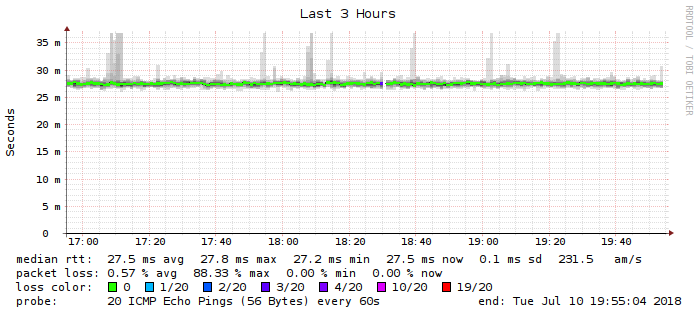 Last 3 Hours
RRDTOOL / TOBI OETIKER
Seconds
35 m
30 m
25 m
20 m
15 m
10 m
5 m
0
17:00 17:20 17:40 18:00 18:20 18:40 19:00 19:20 19:40
median rtt: 27.5 ms avg 27.8 ms max 27.2 ms min 27.5 ms now 0.1 ms sd 231.5 am/s
packet loss: 0.57 % avg 88.33 % max 0.00 % min 0.00 % now
loss color: 0 1/20 2/20 3/20 4/20 10/20 19/20
probe: 20 ICMP Echo Pings (56 Bytes) every 60s end: Tue Jul 10 19:55:04 2018